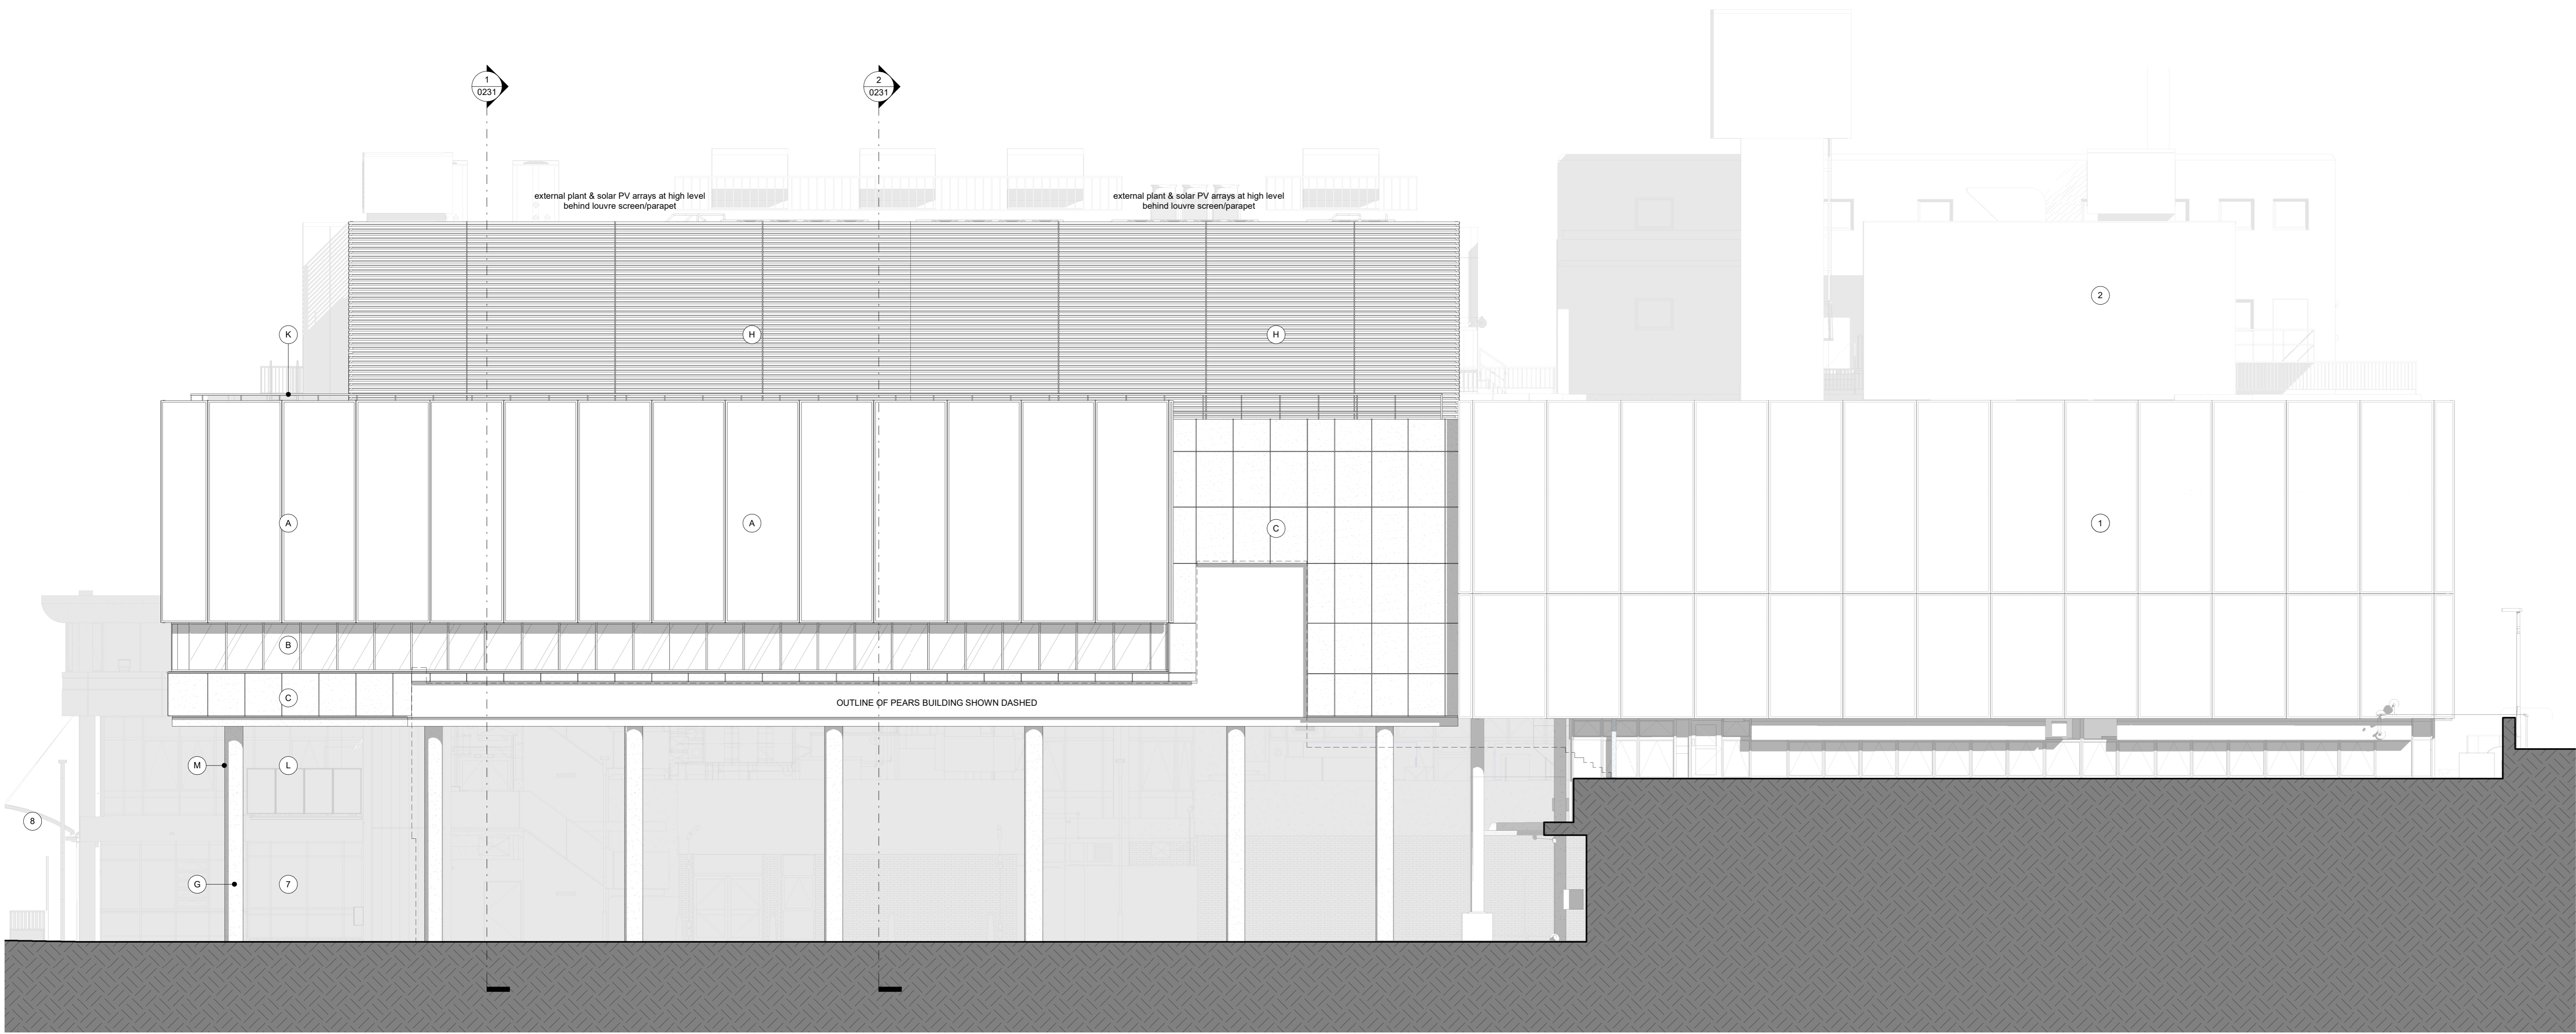 1
0231
2
0231
external plant & solar PV arrays at high level
behind louvre screen/parapet
external plant & solar PV arrays at high level
behind louvre screen/parapet
2
K
H
H
A
A
C
1
B
C
OUTLINE OF PEARS BUILDING SHOWN DASHED
M
L
8
G
7